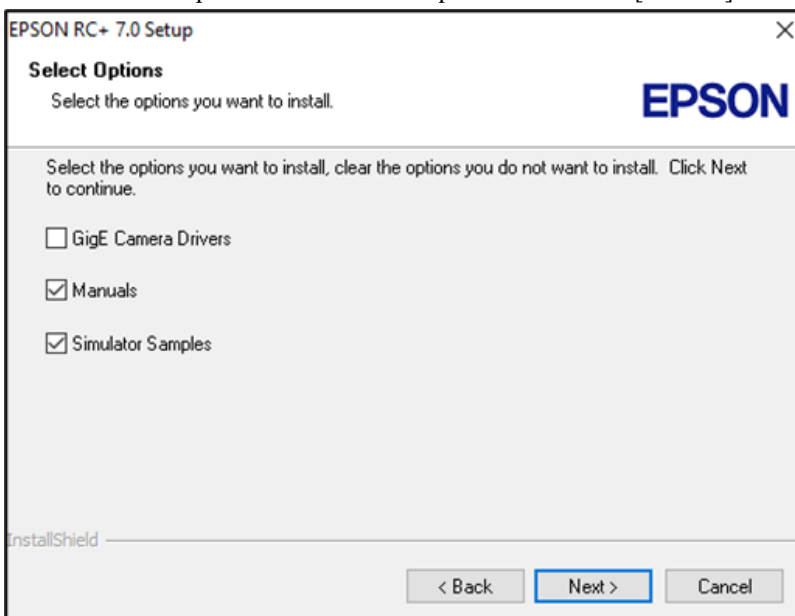 EPSON RC+ 7.0 Setup
Select Options
Select the options you want to install.
EPSON
Select the options you want to install, clear the options you do not want to install. Click Next
to continue.
GigE Camera Drivers
Manuals
Simulator Samples
InstallShield
< Back
Next >
Cancel